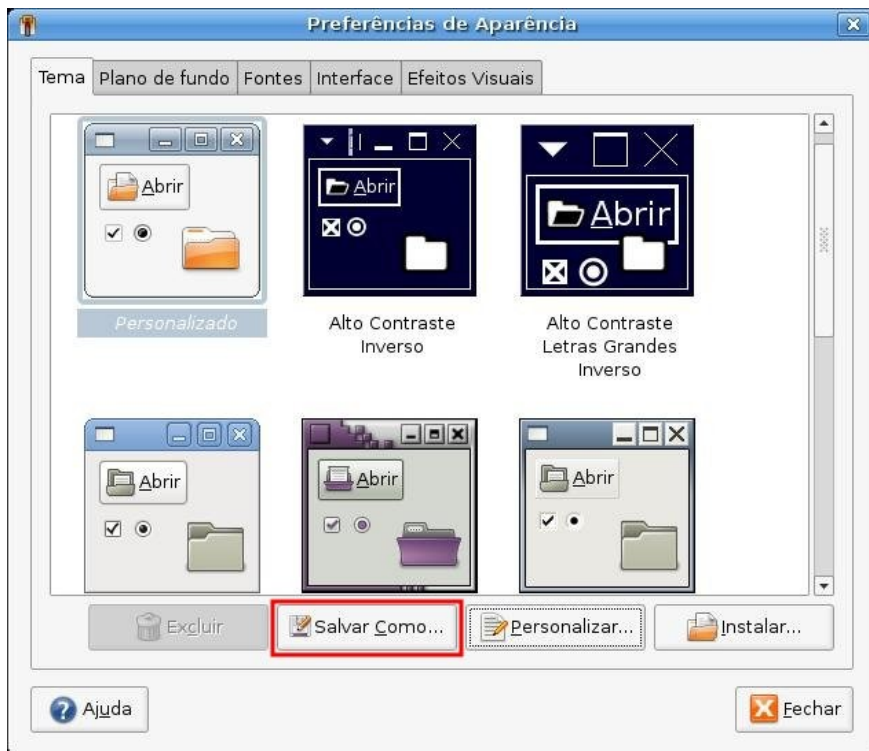 Preferências de Aparência
Tema
Plano de fundo
Fontes
Interface
Efeitos Visuais
Abrir
Abrir
Abrir
Personalizado
Alto Contraste
Inverso
Alto Contraste
Letras Grandes
Inverso
Abrir
Abrir
Abrir
Excluir
Salvar Como...
Personalizar...
Instalar...
Ajuda
Fechar